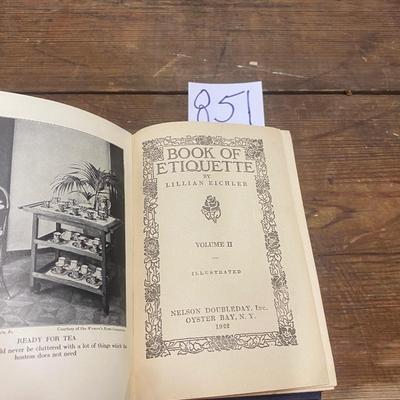 851
BOOK OF
ETIQUETTE
BY
LILLIAN EICHLER
VOLUME II
ILLUSTRATED
NELSON DOUBLEDAY, Inc.
OYSTER BAY, N. Y.
1922
Courtesy of the Woman's Home Companion
READY FOR TEA
never be cluttered with a lot of things which the
hostess does not need